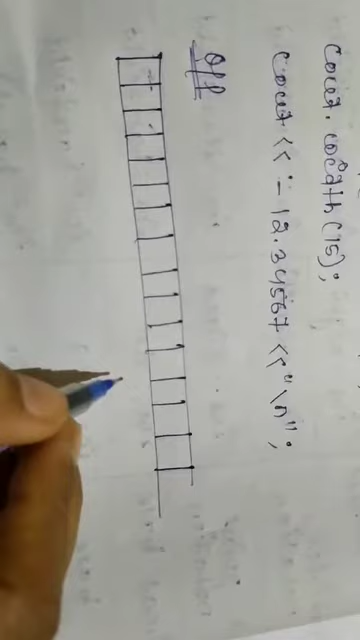 cout.width(15);
cout << -12.34567 << "\n";
O/P